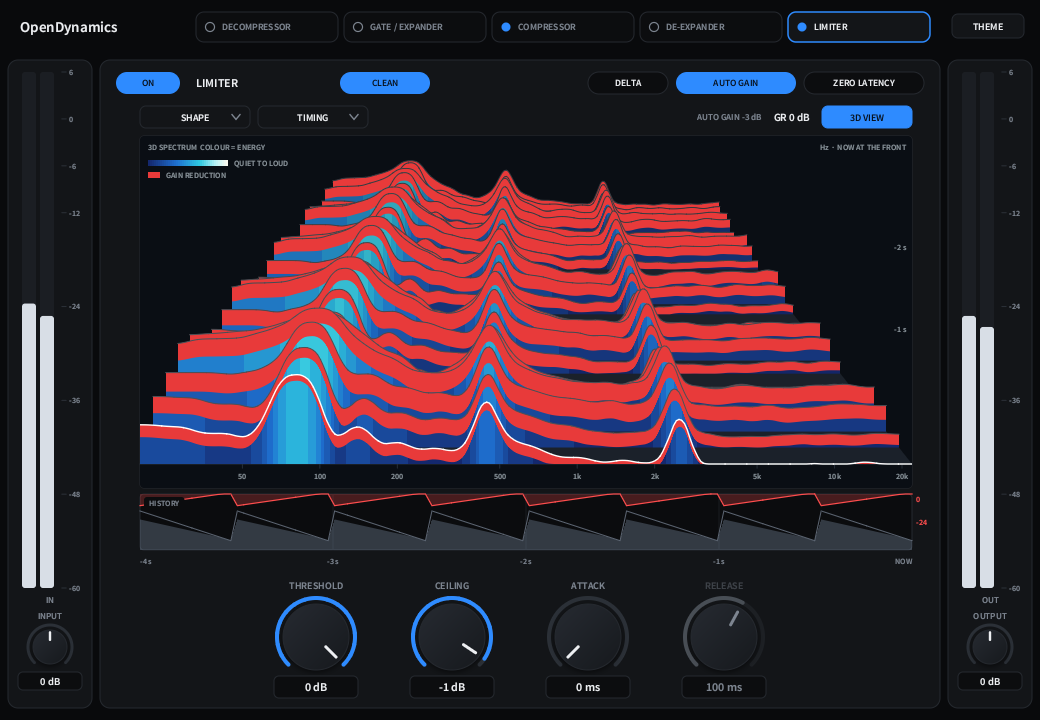 OpenDynamics
DECOMPRESSOR
GATE / EXPANDER
COMPRESSOR
DE-EXPANDER
LIMITER
THEME
ON
LIMITER
CLEAN
DELTA
AUTO GAIN
ZERO LATENCY
SHAPE
TIMING
AUTO GAIN -3 dB
GR 0 dB
3D VIEW
3D SPECTRUM COLOUR = ENERGY
Hz - NOW AT THE FRONT
QUIET TO LOUD
GAIN REDUCTION
-2 s
-1 s
50
100
200
500
1k
2k
5k
10k
20k
HISTORY
0
-24
-4s
-3s
-2s
-1s
NOW
6
0
-6
-12
-24
-36
-48
-60
IN
INPUT
0 dB
THRESHOLD
0 dB
CEILING
-1 dB
ATTACK
0 ms
RELEASE
100 ms
6
0
-6
-12
-24
-36
-48
-60
OUT
OUTPUT
0 dB